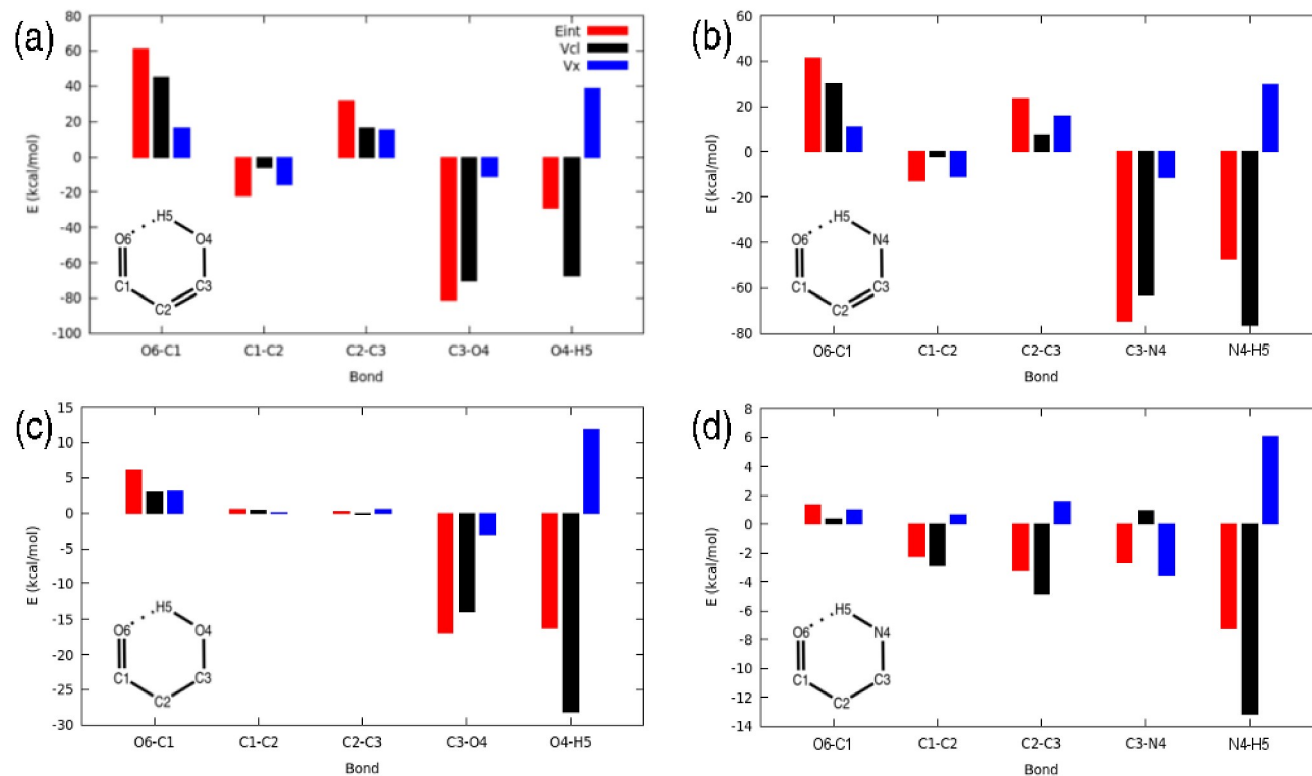 (a)
E (kcal/mol)
80
60
40
20
0
-20
-40
-60
-80
-100
Eint
Vcl
Vx
H5
O6
O4
C1
C3
C2
O6-C1
C1-C2
C2-C3
C3-O4
O4-H5
Bond
(b)
E (kcal/mol)
60
40
20
0
-20
-40
-60
-80
H5
O6
N4
C1
C3
C2
O6-C1
C1-C2
C2-C3
C3-N4
N4-H5
Bond
(c)
E (kcal/mol)
15
10
5
0
-5
-10
-15
-20
-25
-30
H5
O6
O4
C1
C3
C2
O6-C1
C1-C2
C2-C3
C3-O4
O4-H5
Bond
(d)
E (kcal/mol)
8
6
4
2
0
-2
-4
-6
-8
-10
-12
-14
H5
O6
N4
C1
C3
C2
O6-C1
C1-C2
C2-C3
C3-N4
N4-H5
Bond